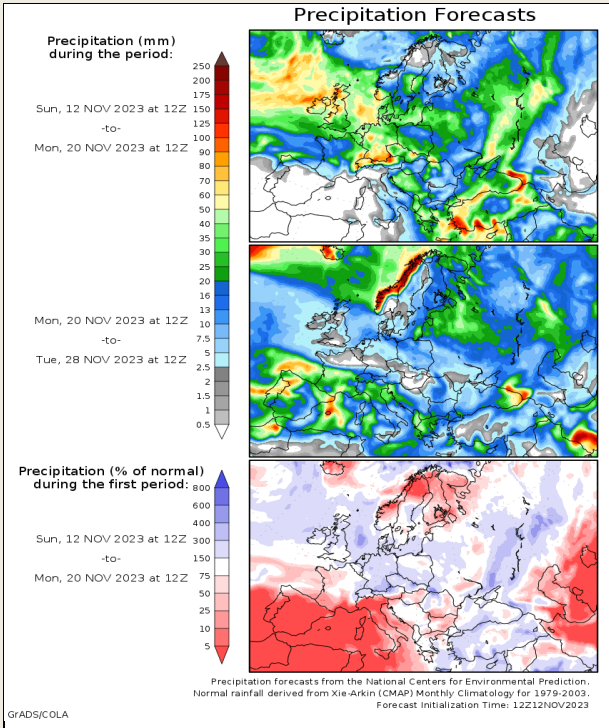 Precipitation Forecasts
Precipitation (mm)
during the period:
Sun, 12 NOV 2023 at 12Z
-to-
Mon, 20 NOV 2023 at 12Z
250
200
175
150
125
100
90
80
70
60
50
40
35
30
25
20
16
13
10
7.5
5
2.5
2
1.5
1
0.5
Mon, 20 NOV 2023 at 12Z
-to-
Tue, 28 NOV 2023 at 12Z
Precipitation (% of normal)
during the first period:
Sun, 12 NOV 2023 at 12Z
-to-
Mon, 20 NOV 2023 at 12Z
800
600
400
300
150
75
50
25
10
5
Precipitation forecasts from the National Centers for Environmental Prediction.
Normal rainfall derived from Xie-Arkin (CMAP) Monthly Climatology for 1979-2003.
Forecast Initialization Time: 12Z12NOV2023
GrADS/COLA